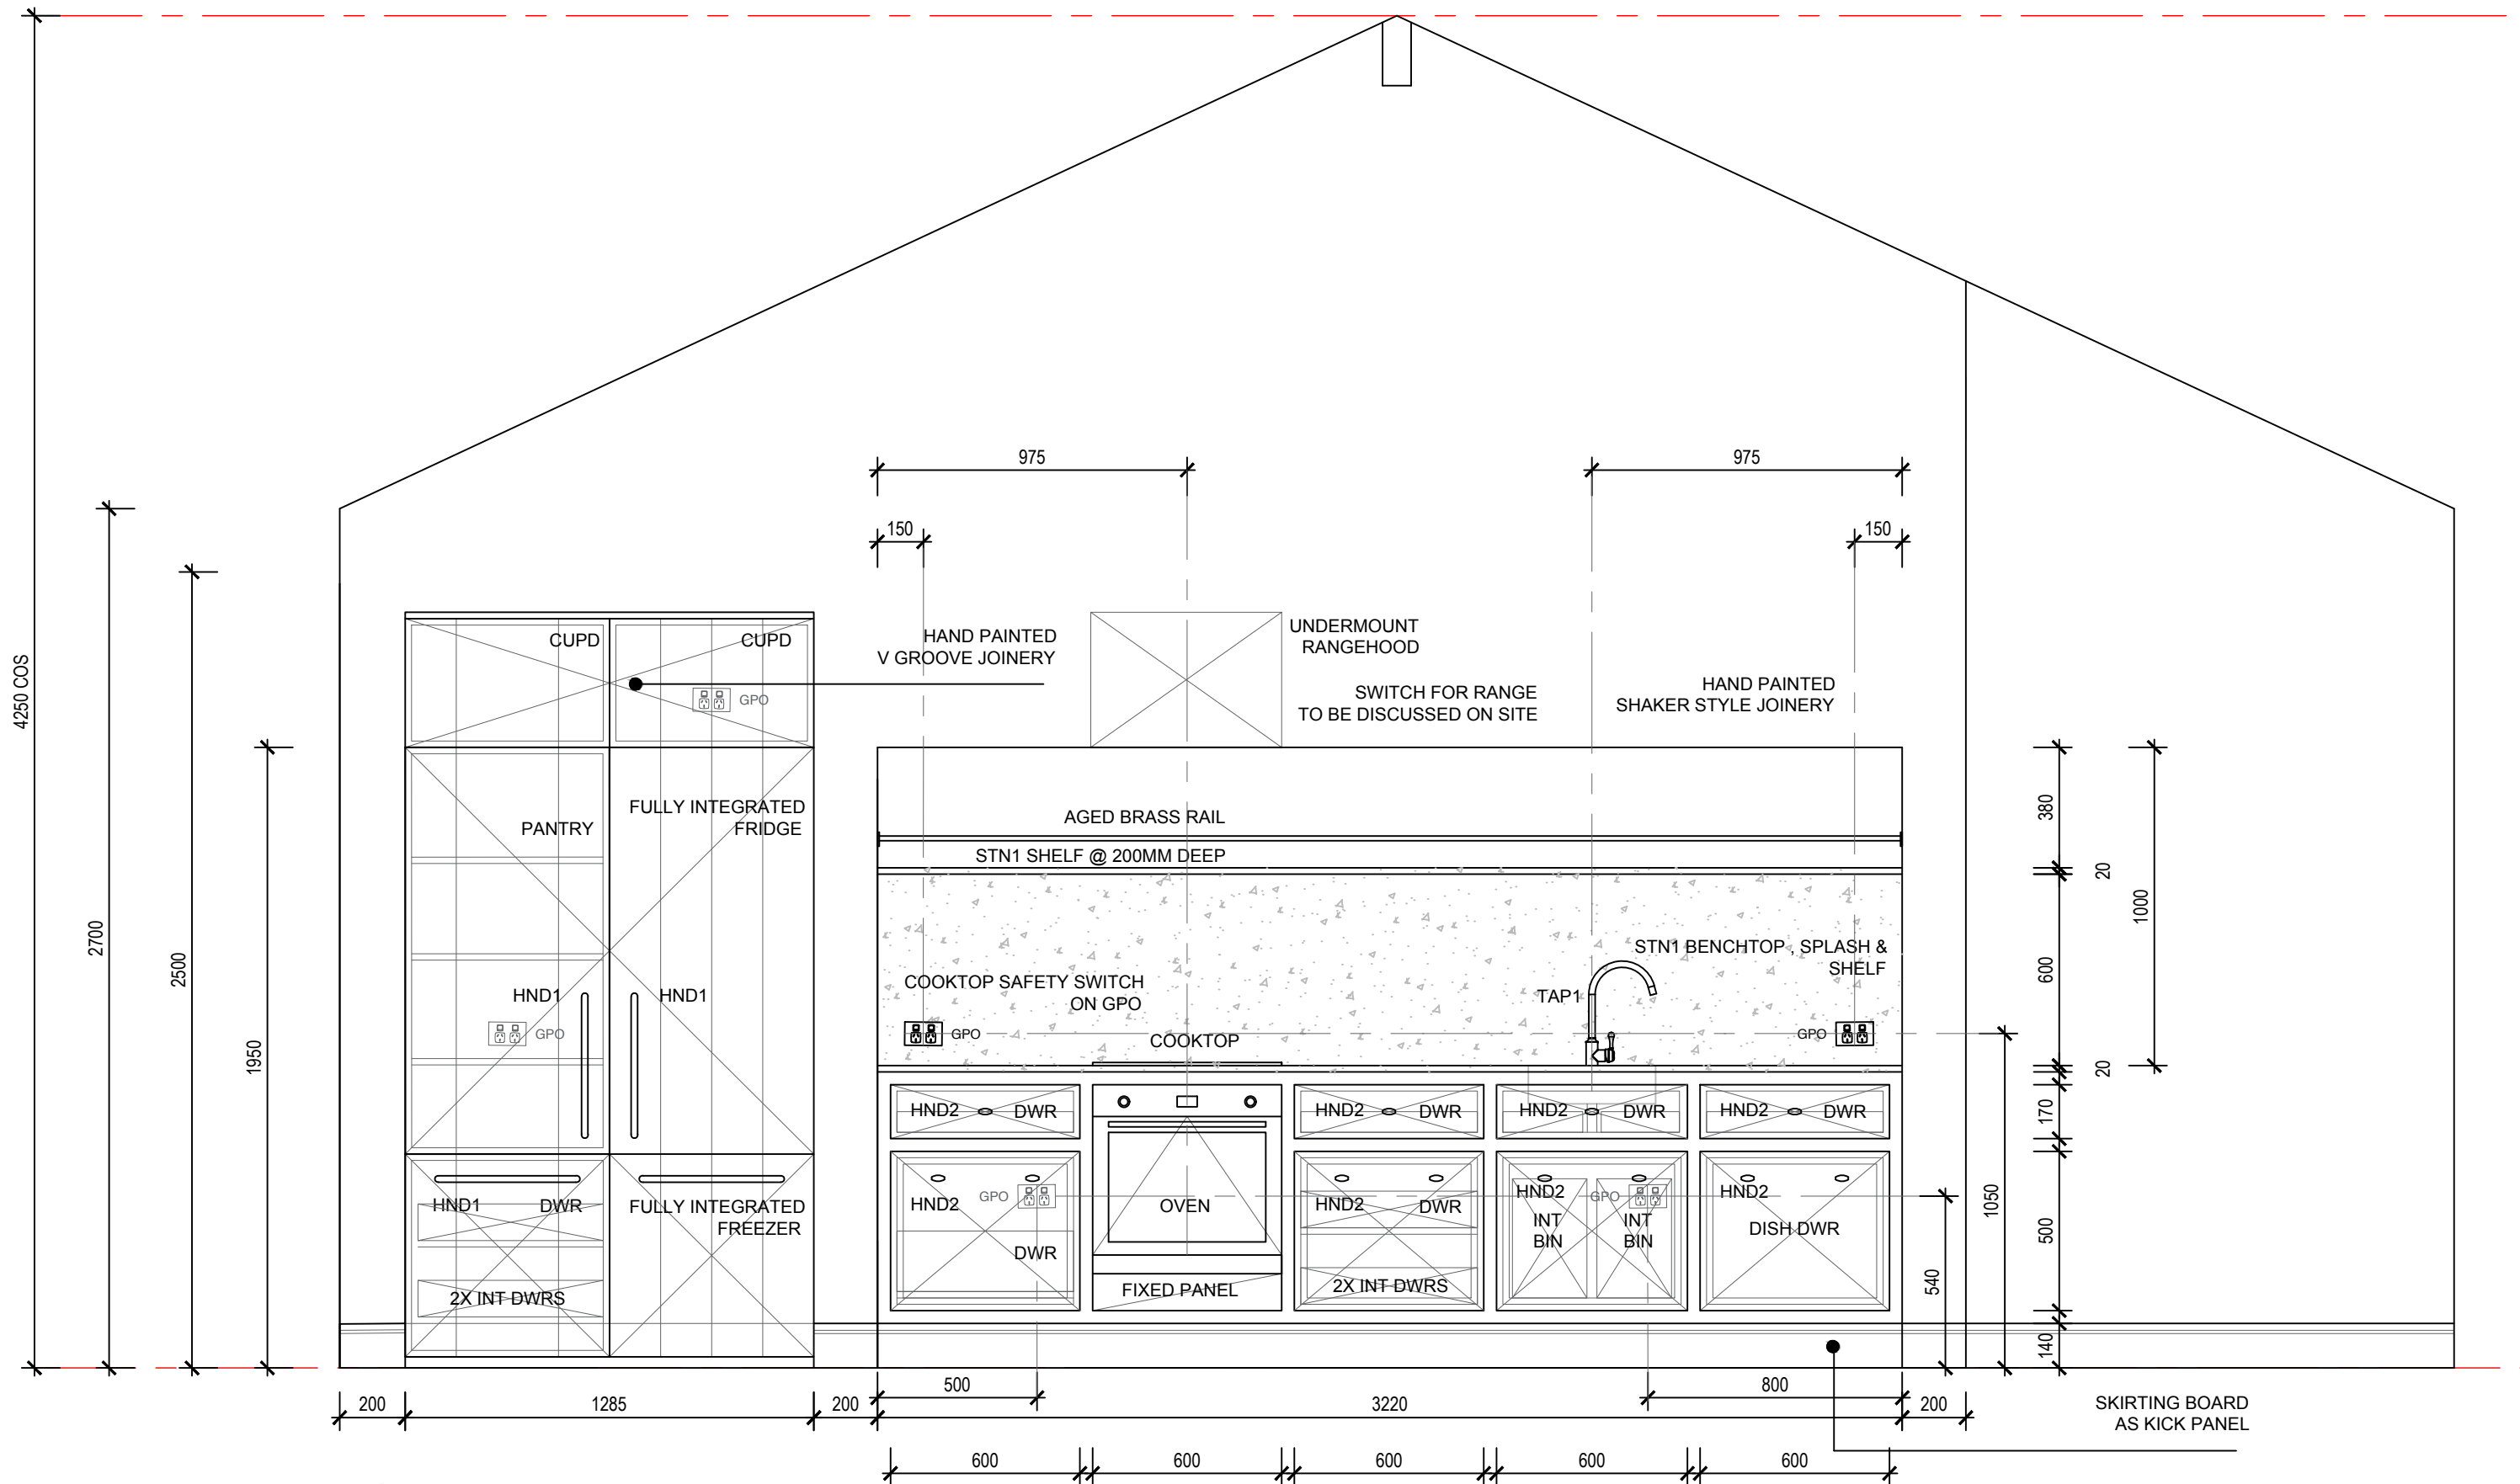 4250 COS
2700
2500
1950
975
975
150
150
CUPD
CUPD
GPO
HAND PAINTED
V GROOVE JOINERY
UNDERMOUNT
RANGEHOOD
SWITCH FOR RANGE
TO BE DISCUSSED ON SITE
HAND PAINTED
SHAKER STYLE JOINERY
PANTRY
FULLY INTEGRATED
FRIDGE
AGED BRASS RAIL
STN1 SHELF @ 200MM DEEP
STN1 BENCHTOP , SPLASH &
SHELF
HND1
HND1
GPO
COOKTOP SAFETY SWITCH
ON GPO
GPO
COOKTOP
TAP1
GPO
380
20
600
1000
20
170
500
140
1050
540
HND2
DWR
HND2
DWR
HND2
DWR
HND2
DWR
HND1
DWR
2X INT DWRS
FULLY INTEGRATED
FREEZER
HND2
GPO
DWR
OVEN
FIXED PANEL
HND2
DWR
2X INT DWRS
HND2
GPO
INT
BIN
INT
BIN
HND2
DISH DWR
500
800
200
1285
200
3220
200
600
600
600
600
600
SKIRTING BOARD
AS KICK PANEL